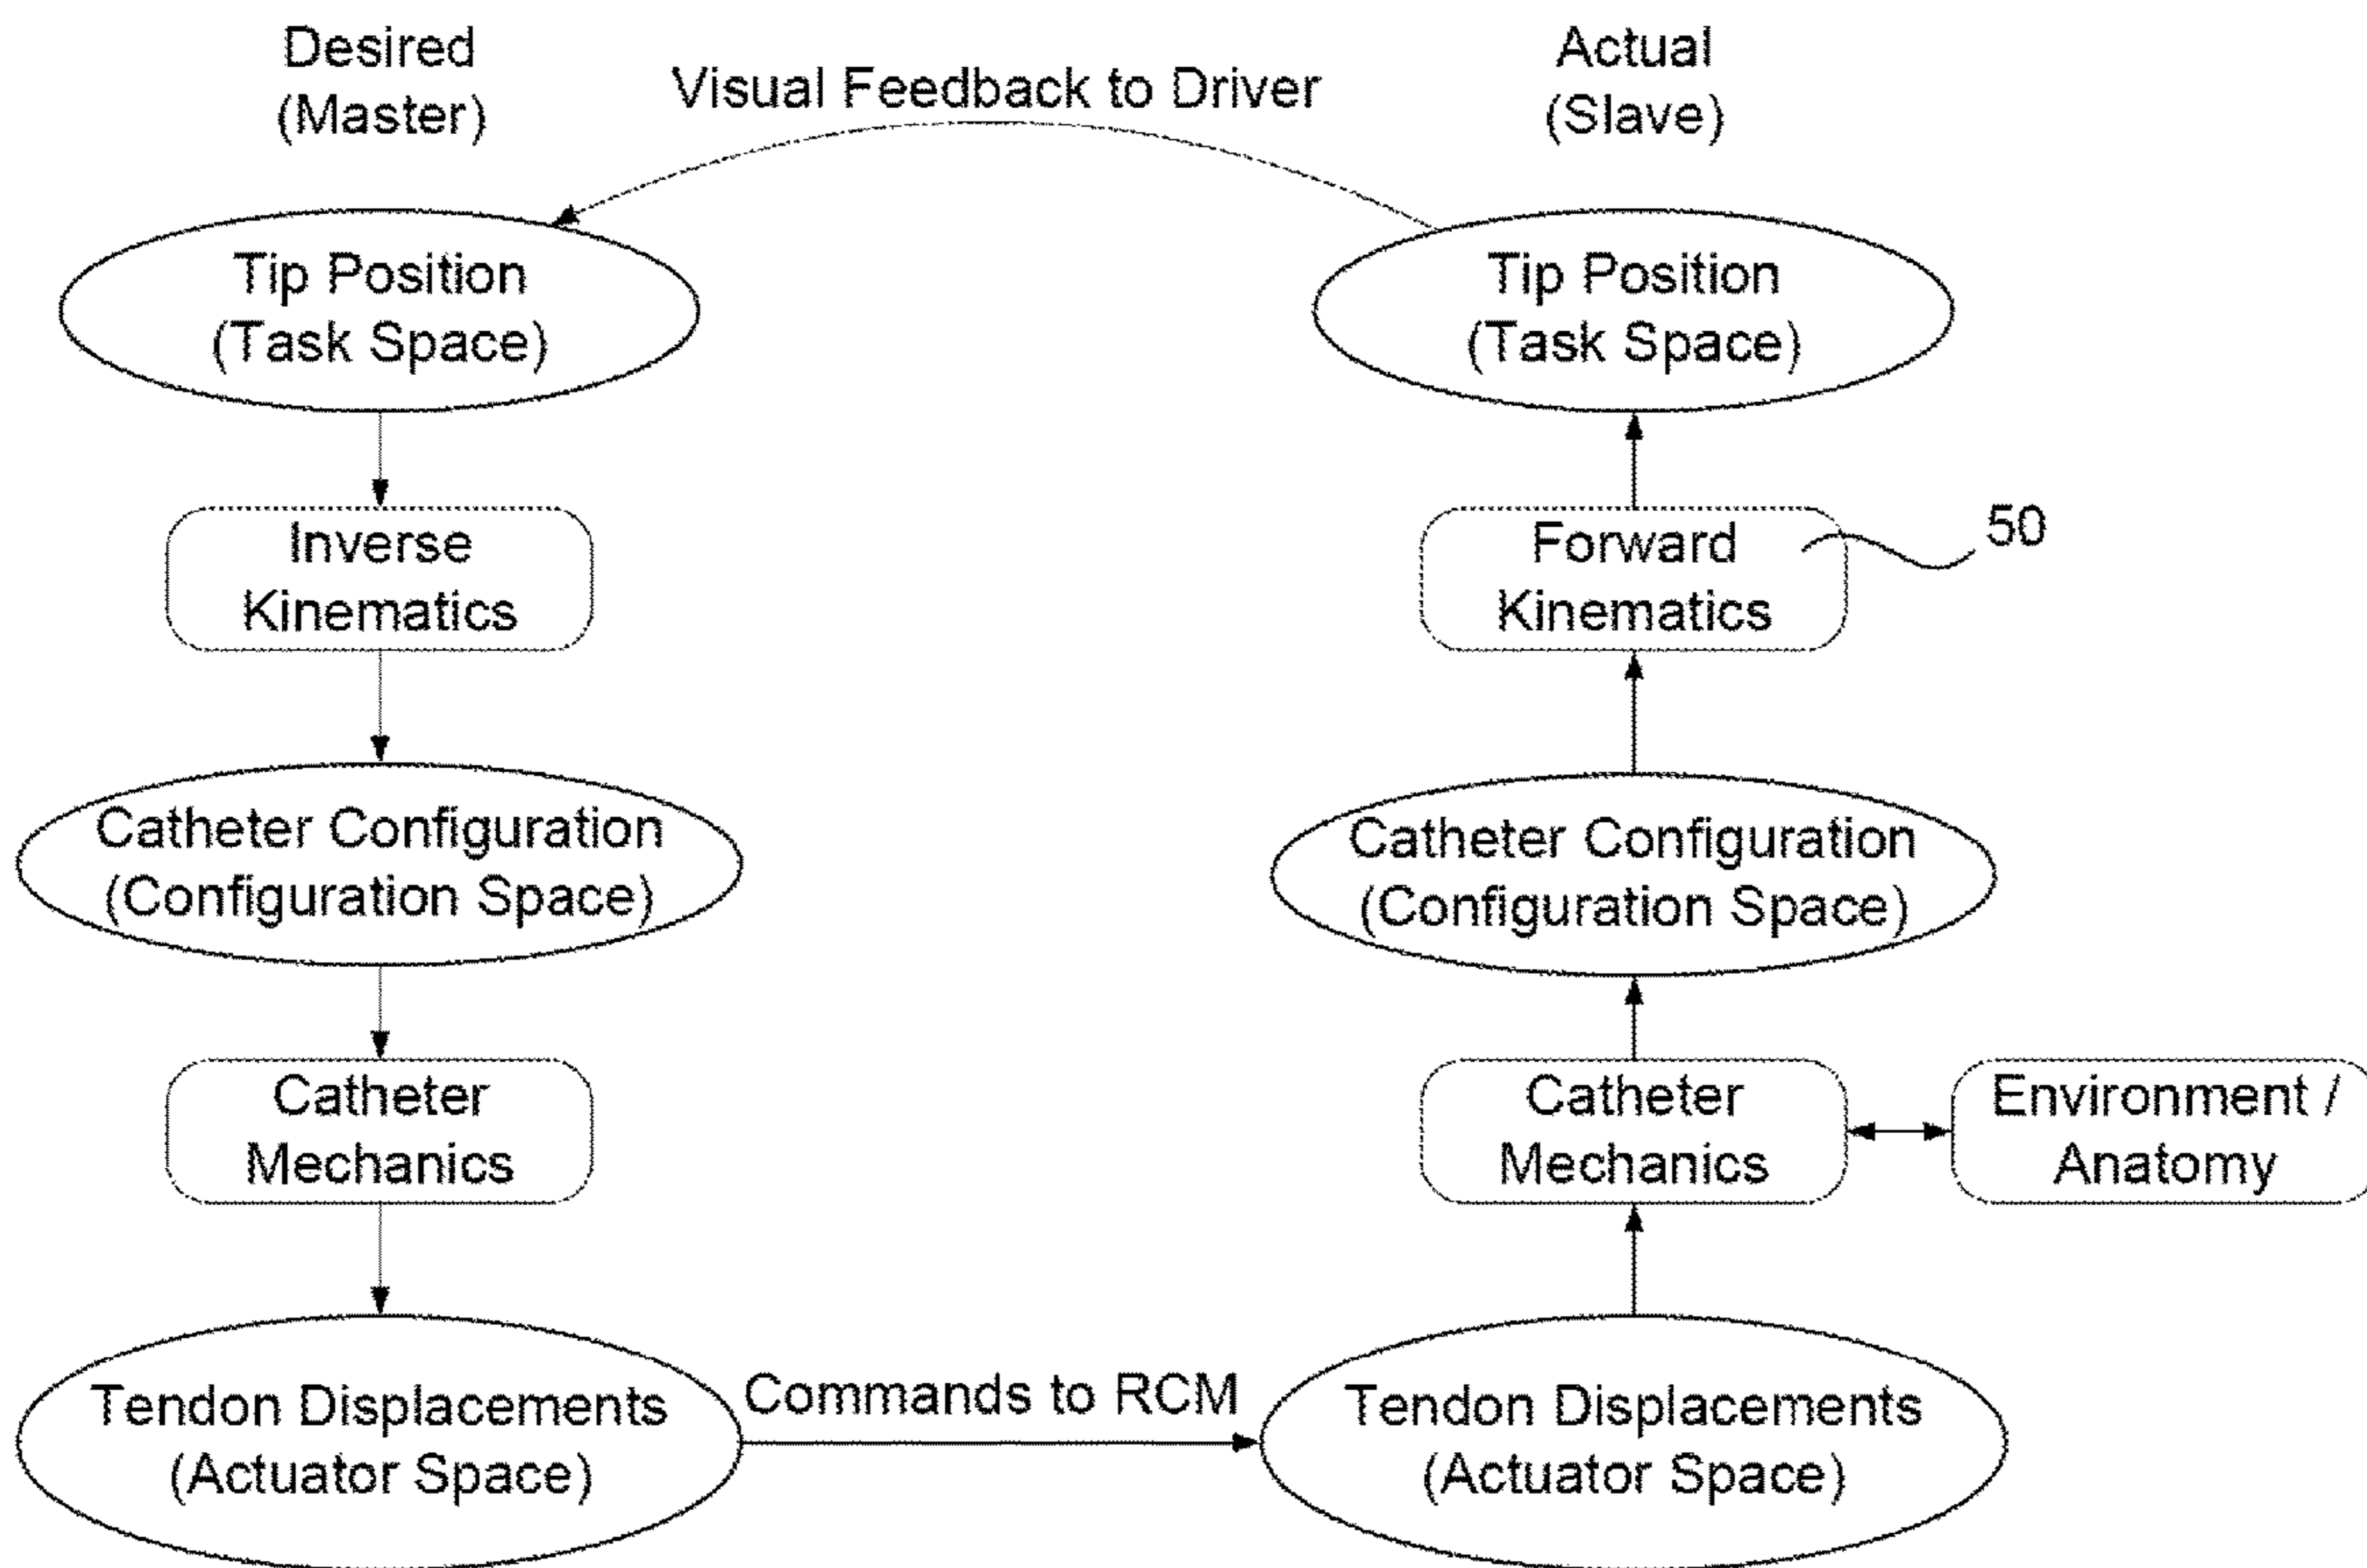 Desired
(Master)
Visual Feedback to Driver
Actual
(Slave)
Tip Position
(Task Space)
Tip Position
(Task Space)
Inverse
Kinematics
Forward
Kinematics
50
Catheter Configuration
(Configuration Space)
Catheter Configuration
(Configuration Space)
Catheter
Mechanics
Catheter
Mechanics
Environment /
Anatomy
Tendon Displacements
(Actuator Space)
Commands to RCM
Tendon Displacements
(Actuator Space)